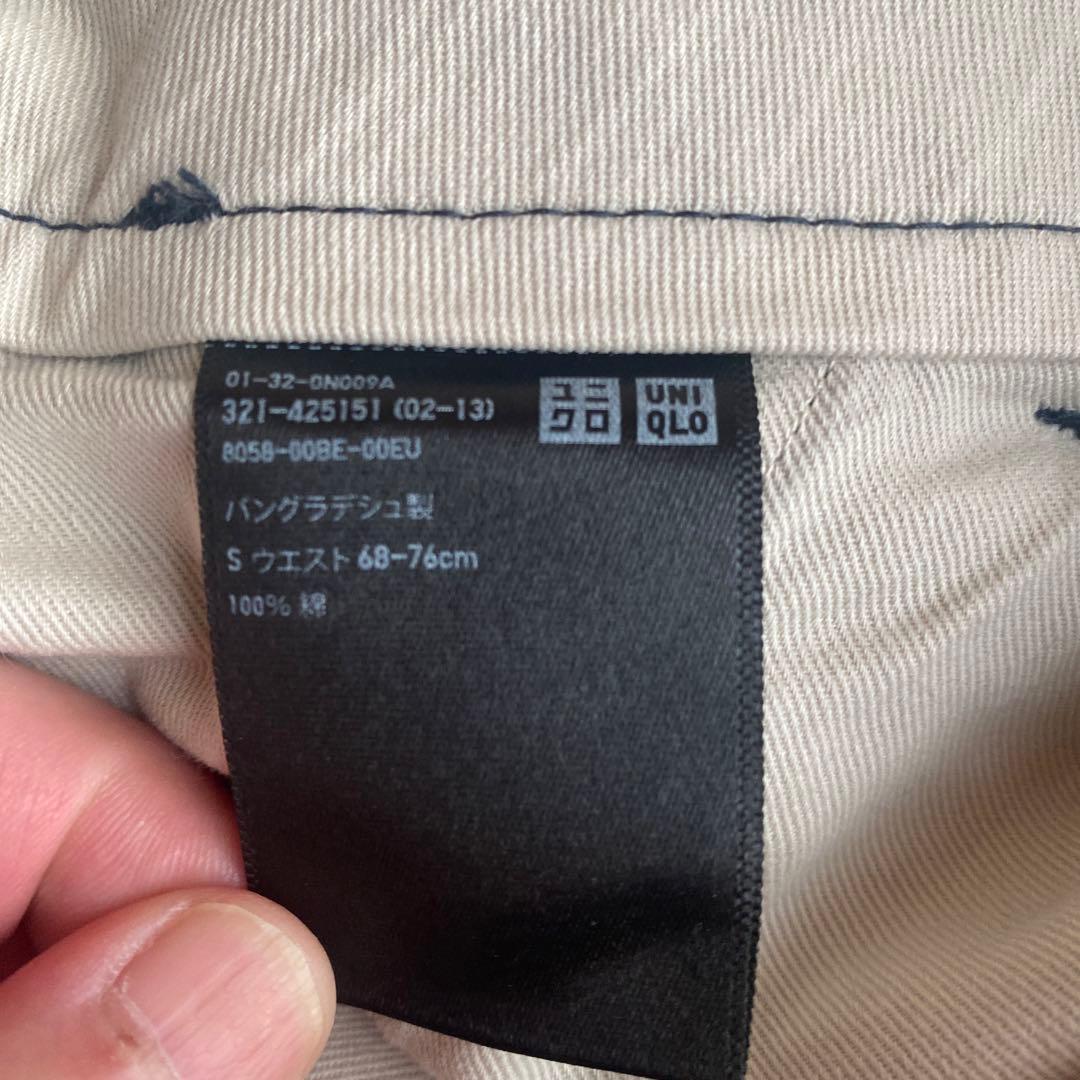 01-32-0N009A
321-425151 (02-13)
8058-00BE-00EU
ユニクロ
UNIQLO
バングラデシュ製
S ウエスト 68-76cm
100% 綿